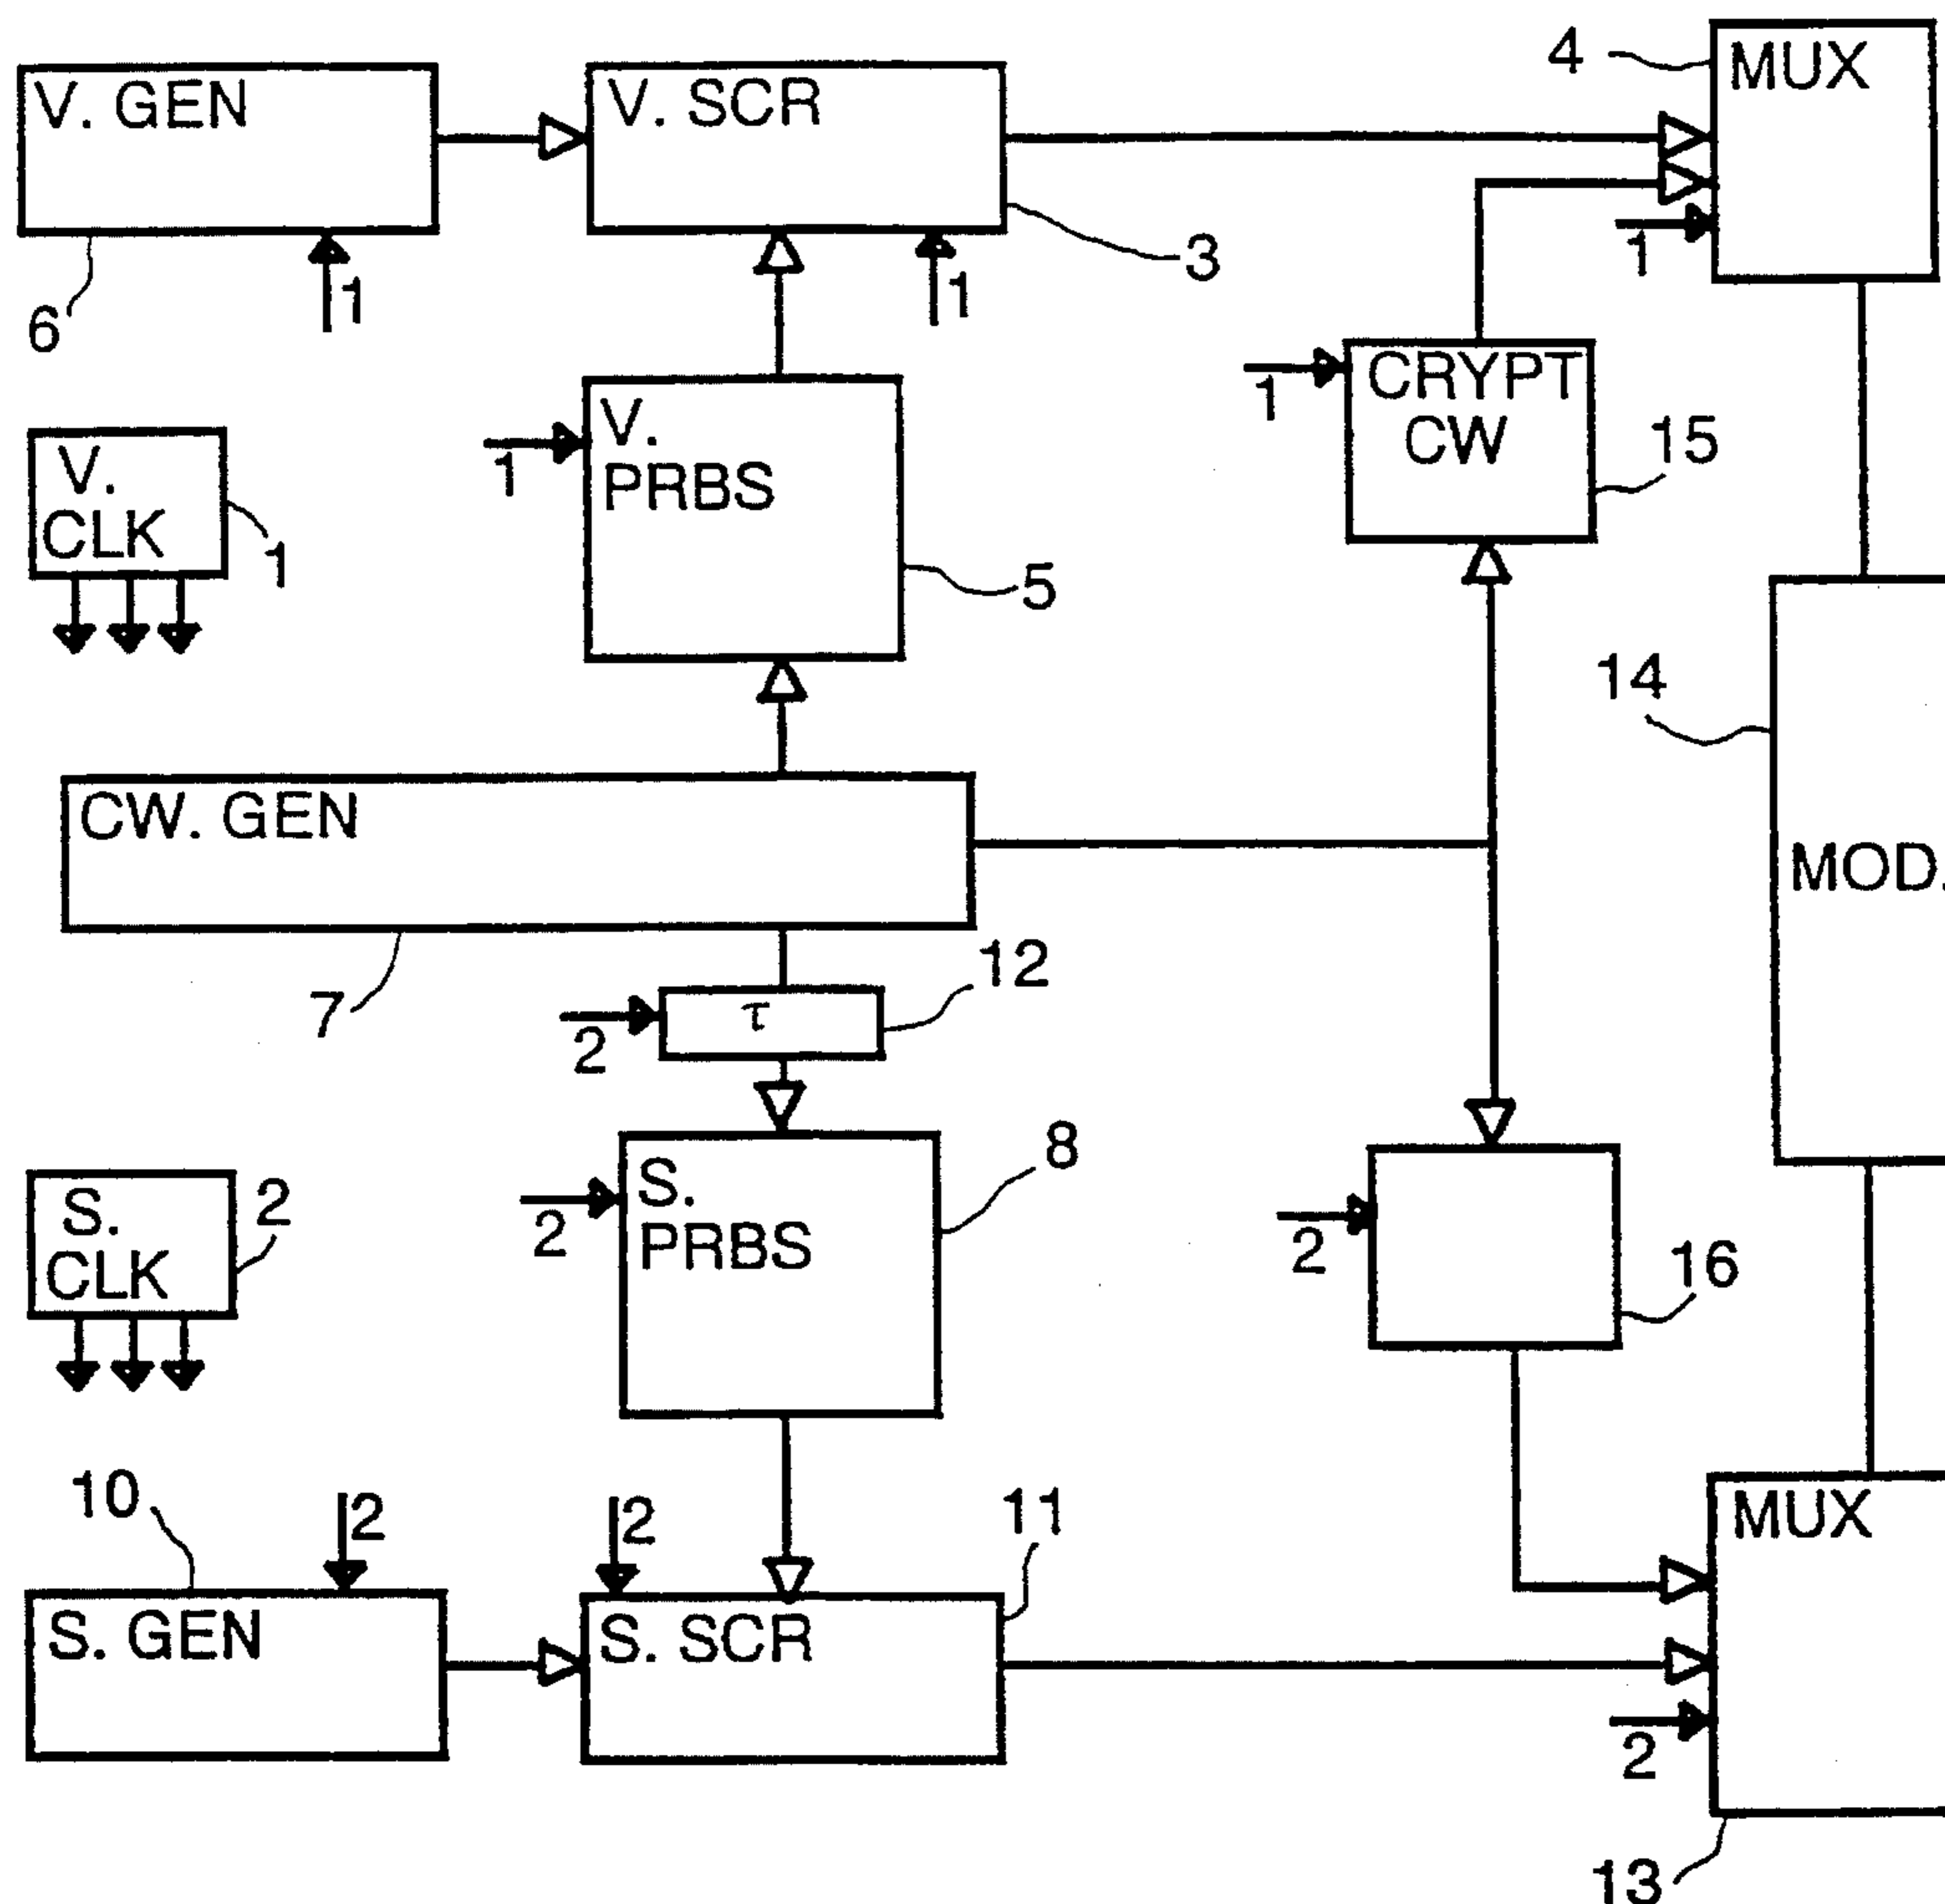 4
MUX
V. GEN
V. SCR
3
1
6
1
1
CRYPT
CW
1
15
V.
PRBS
1
V.
CLK
1
5
14
MOD.
CW. GEN
7
12
τ
2
8
S.
PRBS
2
S.
CLK
2
2
16
10
2
2
11
MUX
S. GEN
S. SCR
2
13